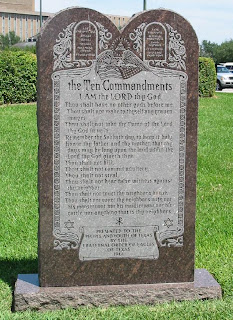 the Ten Commandments
I AM the LORD thy God
Thou shalt have no other gods before me
Thou shalt not make to thyself any graven
images
Thou shalt not take the Name of the Lord
thy God in vain
Remember the Sabbath day, to keep it holy
Honor thy father and thy mother that thy
days may be long upon the land which the
Lord thy God giveth thee
Thou shalt not kill
Thou shalt not commit adultery
Thou shalt not steal
Thou shalt not bear false witness against
thy neighbor
Thou shalt not covet thy neighbor's house
Thou shalt not covet thy neighbor's wife nor
his manservant nor his maidservant nor his
cattle nor anything that is thy neighbor's
PRESENTED TO THE
PEOPLE AND YOUTH OF TEXAS
BY THE
FRATERNAL ORDER OF EAGLES
OF TEXAS
1961